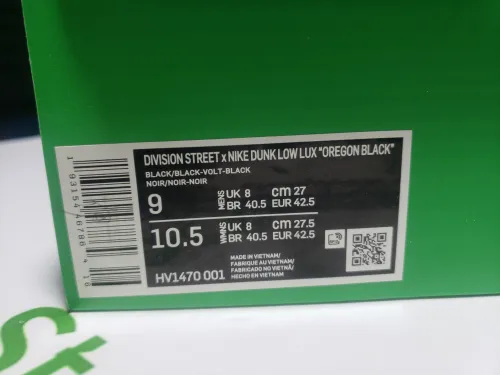 DIVISION STREET x NIKE DUNK LOW LUX "OREGON BLACK"
BLACK/BLACK-VOLT-BLACK
NOIR/NOIR-NOIR
9 MENS UK 8 cm 27
BR 40.5 EUR 42.5
10.5 WMNS UK 8 cm 27.5
BR 40.5 EUR 42.5
HV1470 001
MADE IN VIETNAM/
FABRIQUE AU VIETNAM/
FABRICADO NO VIETNÃ/
HECHO EN VIETNAM
st